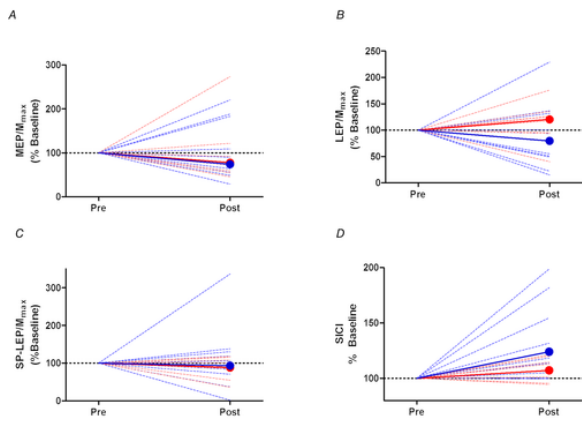 A
MEP/Mmax
(% Baseline)
300
200
100
0
Pre
Post
B
LEP/Mmax
(% Baseline)
250
200
150
100
50
0
Pre
Post
C
SP-LEP/Mmax
(%Baseline)
300
200
100
0
Pre
Post
D
SICI
% Baseline
200
150
100
Pre
Post